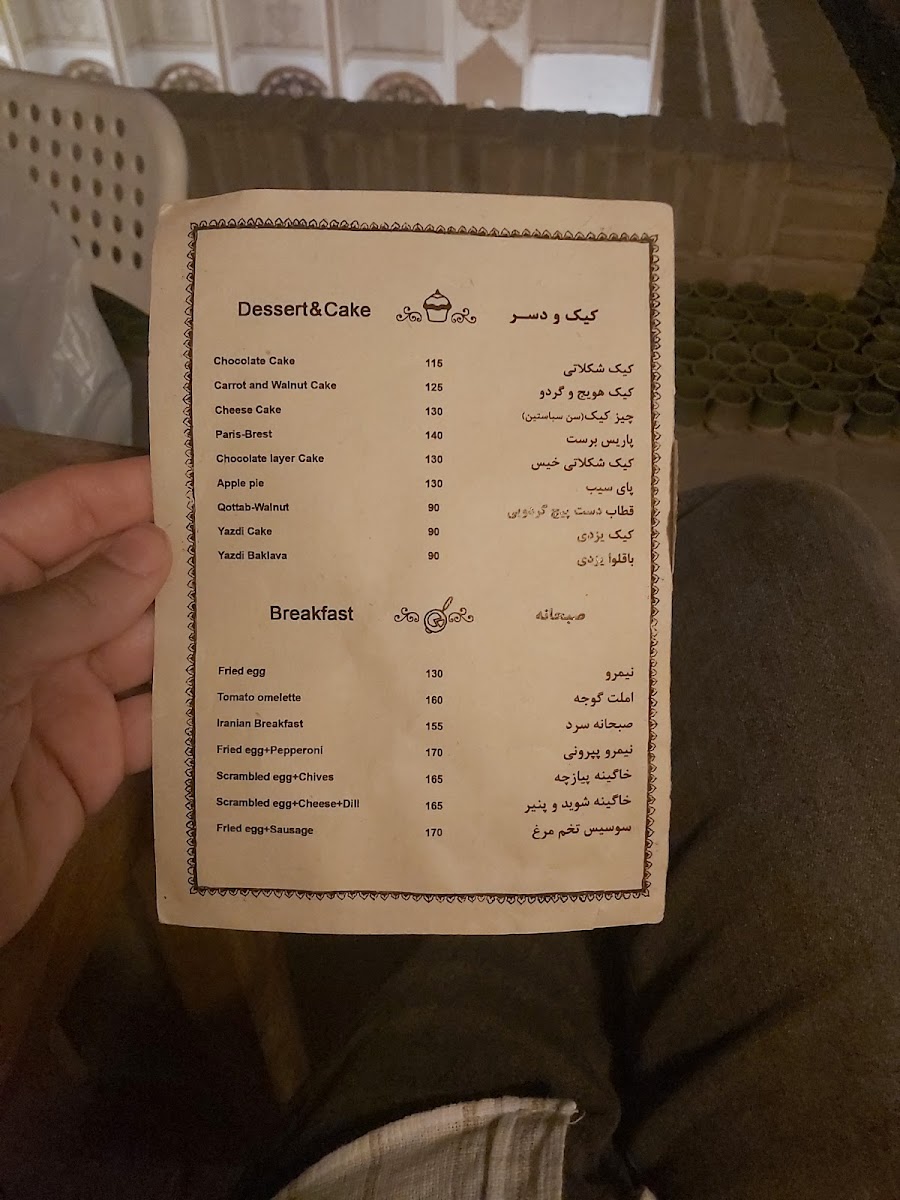 Dessert&Cake کیک و دسـر
Chocolate Cake 115 کیک شکلاتی
Carrot and Walnut Cake 125 کیک هویج و گردو
Cheese Cake 130 چیز کیک(سن سباستین)
Paris-Brest 140 پاریس برست
Chocolate layer Cake 130 کیک شکلاتی خیس
Apple pie 130 پای سیب
Qottab-Walnut 90 قطاب دست پیچ گردویی
Yazdi Cake 90 کیک یزدی
Yazdi Baklava 90 باقلوا یزدی
Breakfast صبحانه
Fried egg 130 نیمرو
Tomato omelette 160 املت گوجه
Iranian Breakfast 155 صبحانه سرد
Fried egg+Pepperoni 170 نیمرو پپرونی
Scrambled egg+Chives 165 خاگینه پیازچه
Scrambled egg+Cheese+Dill 165 خاگینه شوید و پنیر
Fried egg+Sausage 170 سوسیس تخم مرغ